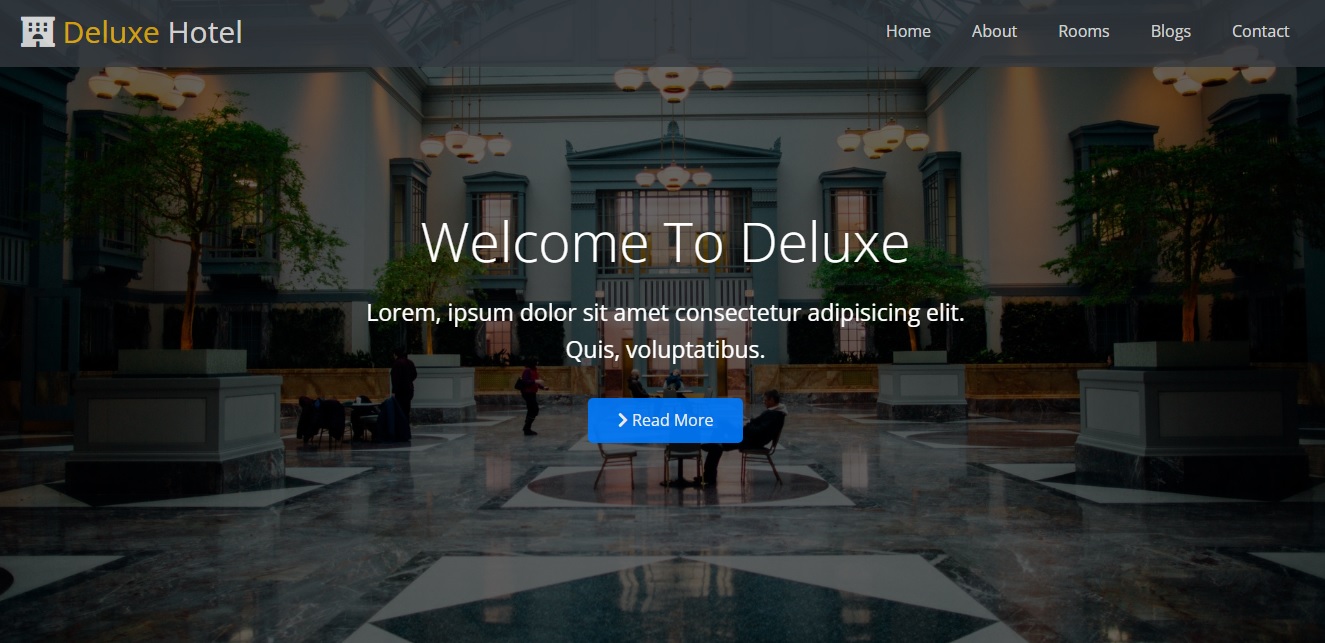 Deluxe Hotel
Home
About
Rooms
Blogs
Contact
Welcome To Deluxe
Lorem, ipsum dolor sit amet consectetur adipisicing elit.
Quis, voluptatibus.
Read More